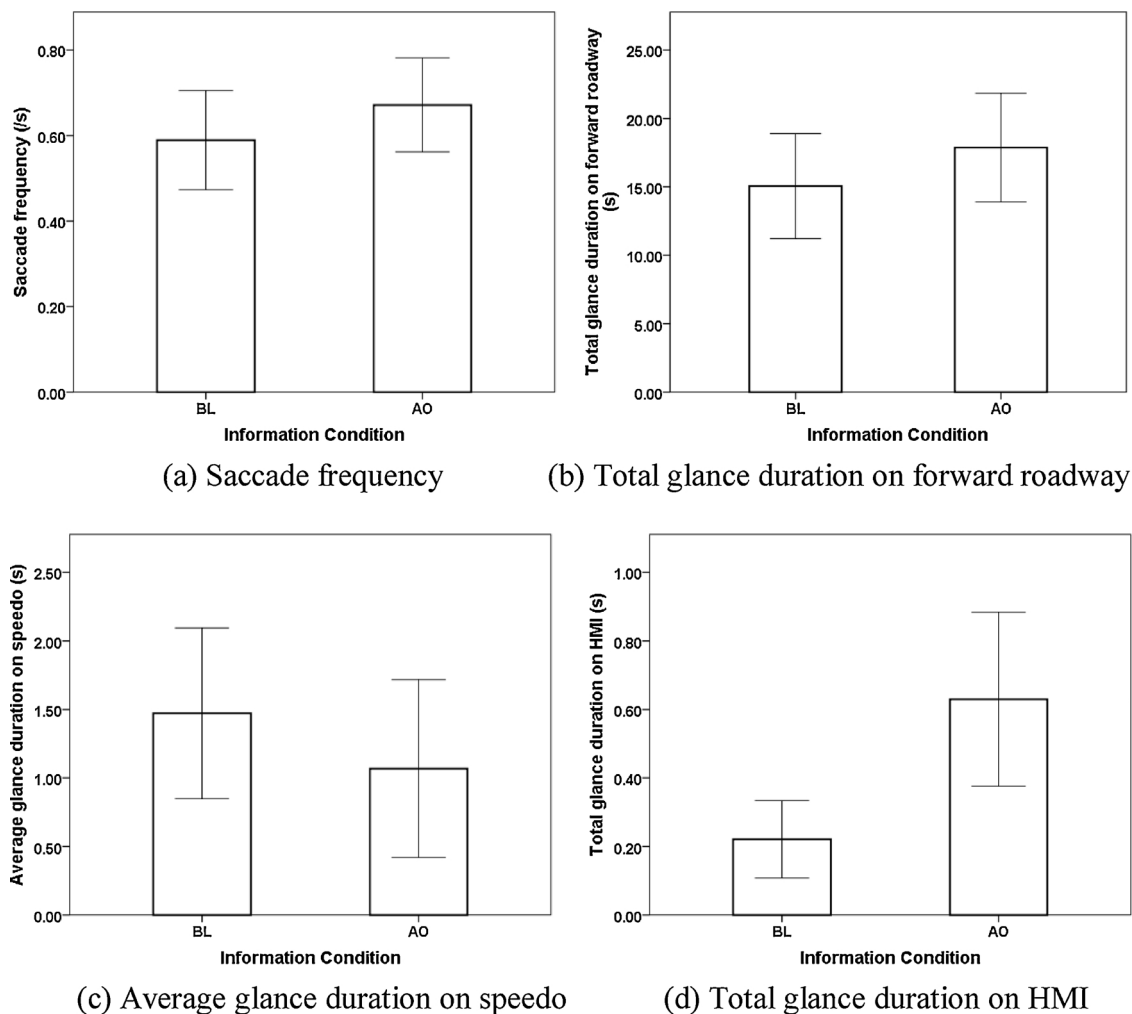 Saccade frequency (/s)
0.80
0.60
0.40
0.20
0.00
BL AO
Information Condition
(a) Saccade frequency
Total glance duration on forward roadway
(s)
25.00
20.00
15.00
10.00
5.00
0.00
BL AO
Information Condition
(b) Total glance duration on forward roadway
Average glance duration on speedo (s)
2.50
2.00
1.50
1.00
0.50
0.00
BL AO
Information Condition
(c) Average glance duration on speedo
Total glance duration on HMI (s)
1.00
0.80
0.60
0.40
0.20
0.00
BL AO
Information Condition
(d) Total glance duration on HMI